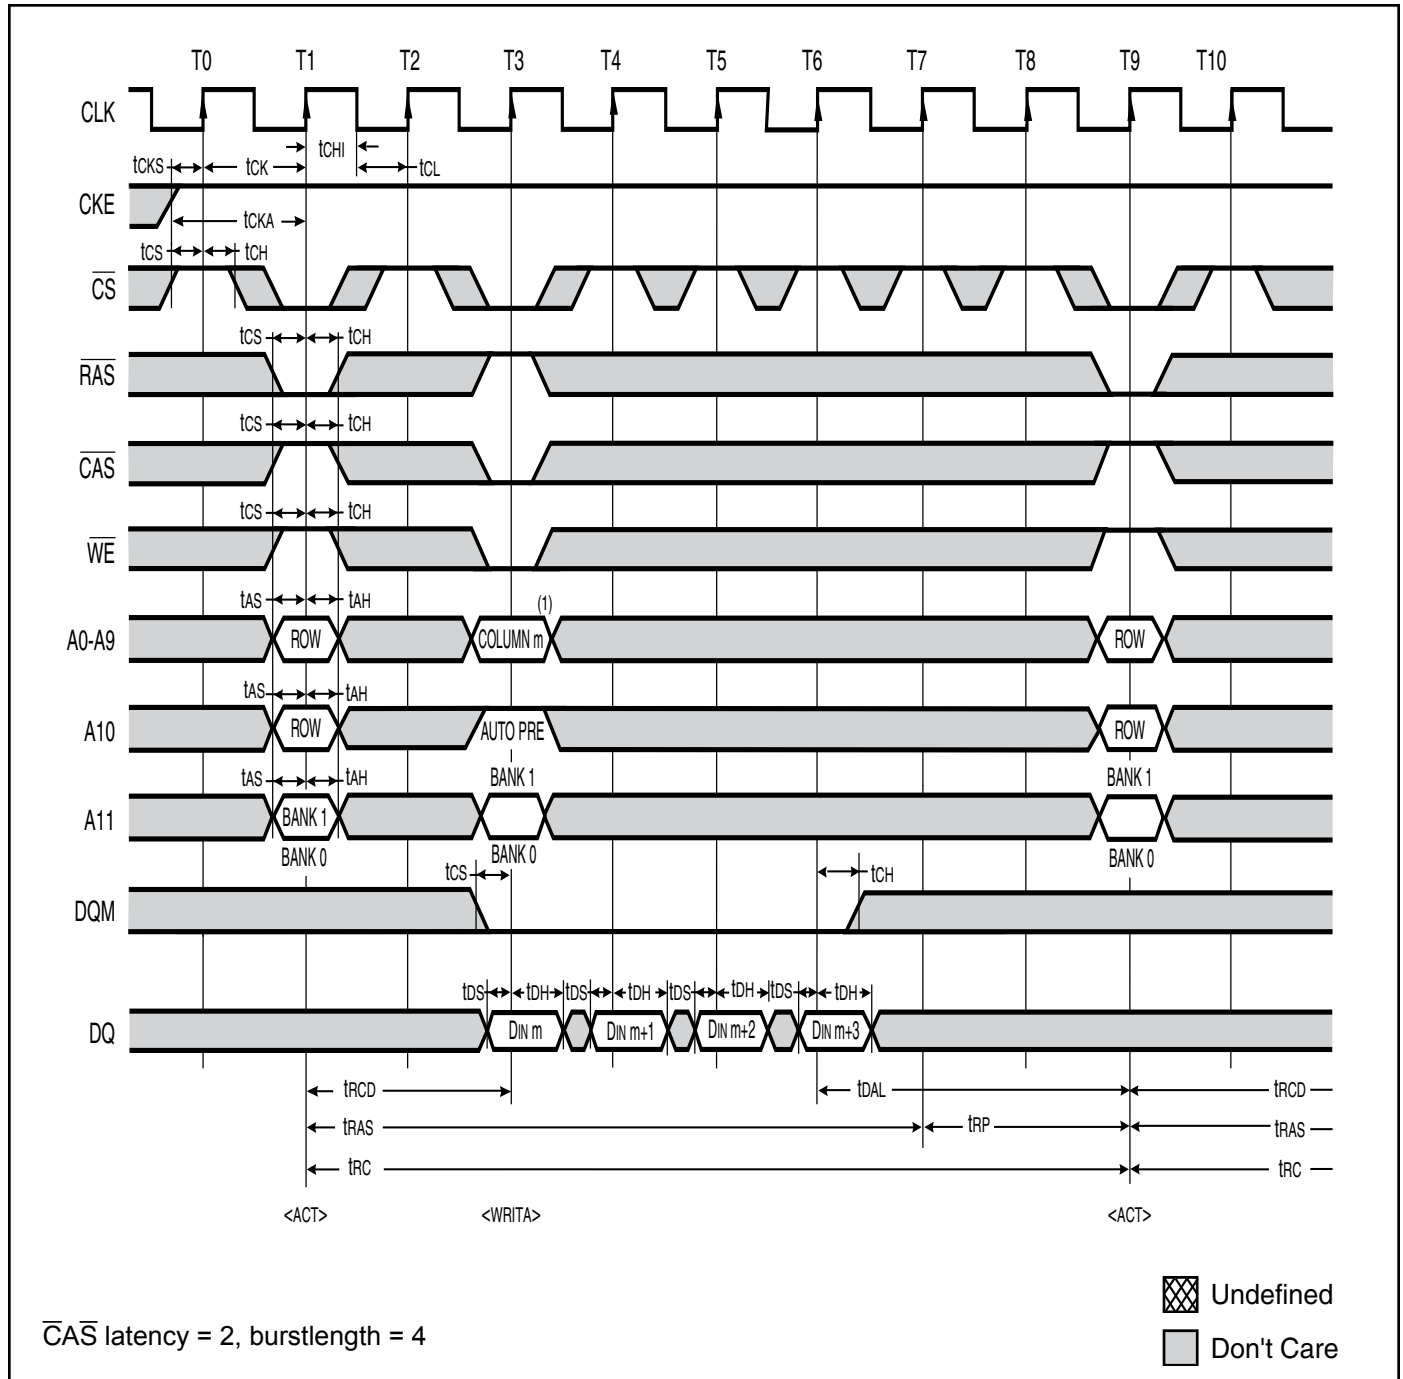 T0 T1 T2 T3 T4 T5 T6 T7 T8 T9 T10
CLK
tCHI
tCKS tCK tCL
CKE
tCKA
tCS tCH
CS
tCS tCH
RAS
tCS tCH
CAS
tCS tCH
WE
tAS tAH (1)
A0-A9 ROW COLUMN m ROW
tAS tAH
A10 ROW AUTO PRE ROW
tAS tAH BANK 1 BANK 1
A11 BANK 1
BANK 0 BANK 0 BANK 0
tCS tCH
DQM
tDS tDH tDS tDH tDS tDH tDS tDH
DQ DIN m DIN m+1 DIN m+2 DIN m+3
tRCD tDAL tRCD
tRAS tRP tRAS
tRC tRC
<ACT> <WRITA> <ACT>
Undefined
CAS latency = 2, burstlength = 4
Don't Care